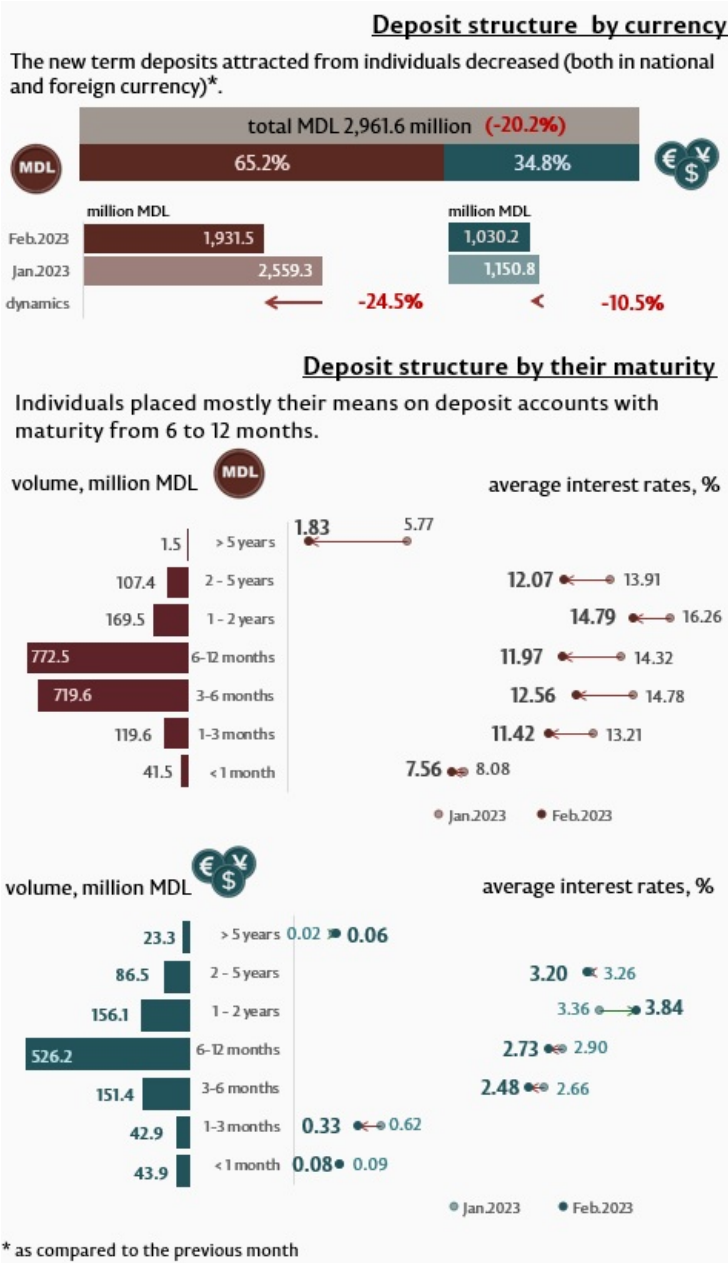 Deposit structure by currency
The new term deposits attracted from individuals decreased (both in national
and foreign currency)*.
total MDL 2,961.6 million (-20.2%)
MDL 65.2% 34.8% € ¥ $
million MDL million MDL
Feb.2023 1,931.5 1,030.2
Jan.2023 2,559.3 1,150.8
dynamics -24.5% -10.5%
Deposit structure by their maturity
Individuals placed mostly their means on deposit accounts with
maturity from 6 to 12 months.
volume, million MDL MDL average interest rates, %
1.5 > 5 years 1.83 5.77
107.4 2 - 5 years 12.07 13.91
169.5 1 - 2 years 14.79 16.26
772.5 6-12 months 11.97 14.32
719.6 3-6 months 12.56 14.78
119.6 1-3 months 11.42 13.21
41.5 < 1 month 7.56 8.08
Jan.2023 Feb.2023
€ ¥ $
volume, million MDL average interest rates, %
23.3 > 5 years 0.02 0.06
86.5 2 - 5 years 3.20 3.26
156.1 1 - 2 years 3.36 3.84
526.2 6-12 months 2.73 2.90
151.4 3-6 months 2.48 2.66
42.9 1-3 months 0.33 0.62
43.9 < 1 month 0.08 0.09
Jan.2023 Feb.2023
* as compared to the previous month